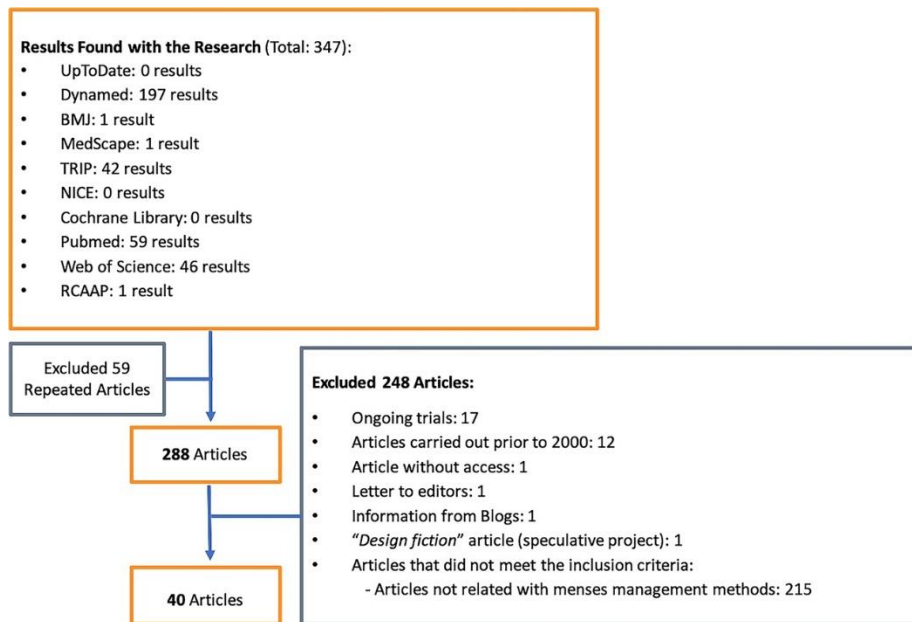 Results Found with the Research (Total: 347):
• UpToDate: 0 results
• Dynamed: 197 results
• BMJ: 1 result
• MedScape: 1 result
• TRIP: 42 results
• NICE: 0 results
• Cochrane Library: 0 results
• Pubmed: 59 results
• Web of Science: 46 results
• RCAAP: 1 result
Excluded 59
Repeated Articles
288 Articles
Excluded 248 Articles:
• Ongoing trials: 17
• Articles carried out prior to 2000: 12
• Article without access: 1
• Letter to editors: 1
• Information from Blogs: 1
• “Design fiction” article (speculative project): 1
• Articles that did not meet the inclusion criteria:
- Articles not related with menses management methods: 215
40 Articles